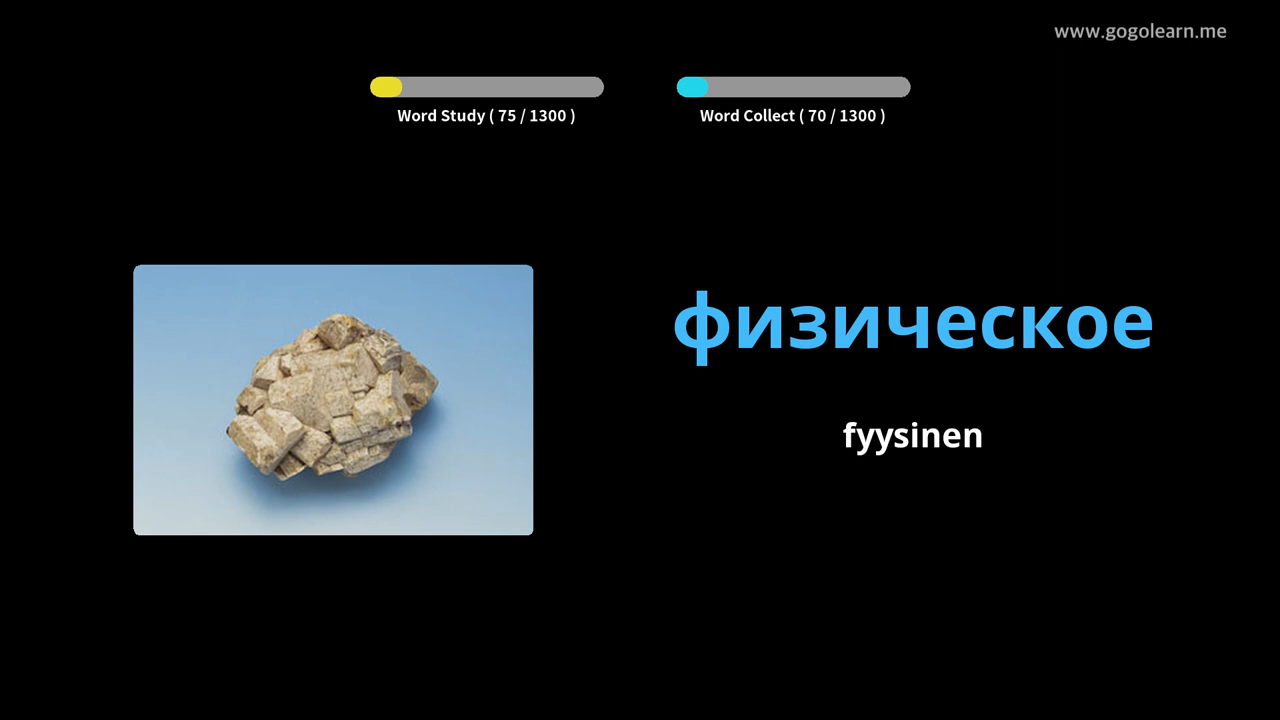 www.gogolearn.me
Word Study ( 75 / 1300 )
Word Collect ( 70 / 1300 )
физическое
fyysinen